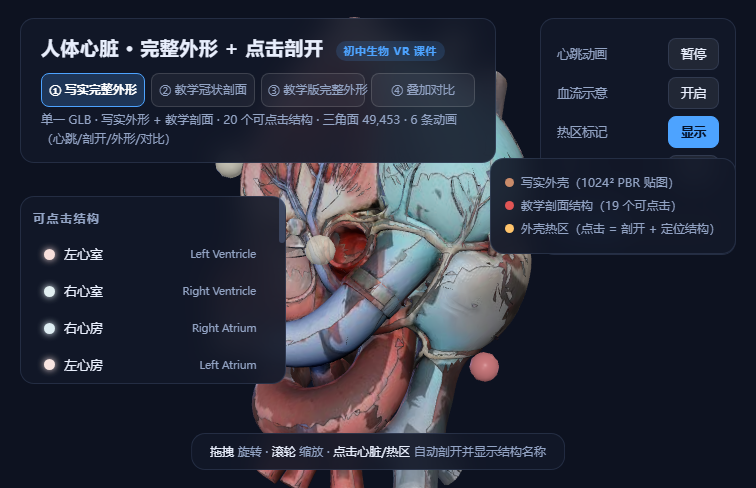 人体心脏 · 完整外形 + 点击剖开 初中生物 VR 课件
① 写实完整外形 ② 教学冠状剖面 ③ 教学版完整外形 ④ 叠加对比
单一 GLB · 写实外形 + 教学剖面 · 20 个可点击结构 · 三角面 49,453 · 6 条动画
（心跳/剖开/外形/对比）
心跳动画 暂停
血流示意 开启
热区标记 显示
写实外壳（1024² PBR 贴图）
教学剖面结构（19 个可点击）
外壳热区（点击 = 剖开 + 定位结构）
可点击结构
左心室 Left Ventricle
右心室 Right Ventricle
右心房 Right Atrium
左心房 Left Atrium
拖拽 旋转 · 滚轮 缩放 · 点击心脏/热区 自动剖开并显示结构名称